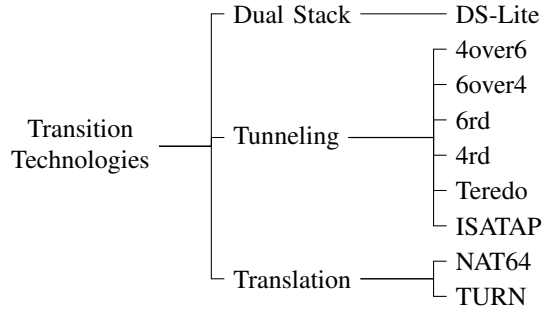 Transition
Technologies
Dual Stack
DS-Lite
Tunneling
4over6
6over4
6rd
4rd
Teredo
ISATAP
Translation
NAT64
TURN